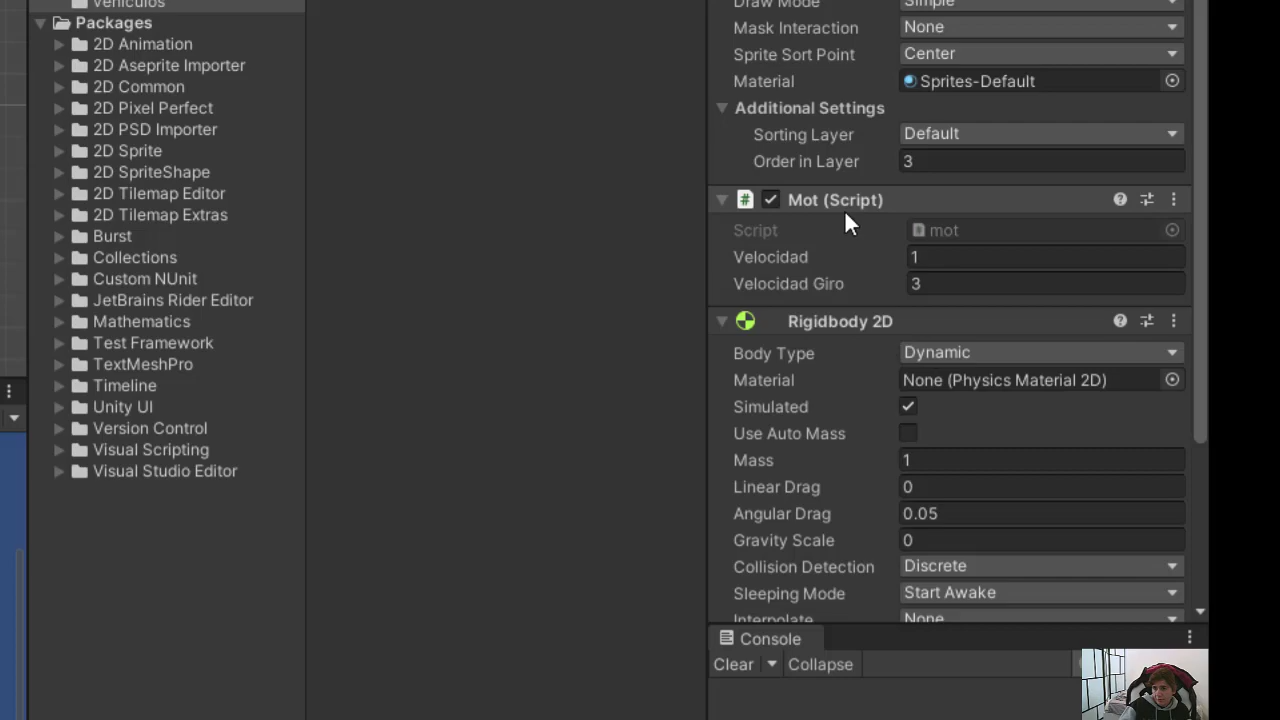 Vehiculos
Packages
2D Animation
2D Aseprite Importer
2D Common
2D Pixel Perfect
2D PSD Importer
2D Sprite
2D SpriteShape
2D Tilemap Editor
2D Tilemap Extras
Burst
Collections
Custom NUnit
JetBrains Rider Editor
Mathematics
Test Framework
TextMeshPro
Timeline
Unity UI
Version Control
Visual Scripting
Visual Studio Editor
Draw Mode Simple
Mask Interaction None
Sprite Sort Point Center
Material Sprites-Default
Additional Settings
Sorting Layer Default
Order in Layer 3
# Mot (Script)
Script mot
Velocidad 1
Velocidad Giro 3
Rigidbody 2D
Body Type Dynamic
Material None (Physics Material 2D)
Simulated
Use Auto Mass
Mass 1
Linear Drag 0
Angular Drag 0.05
Gravity Scale 0
Collision Detection Discrete
Sleeping Mode Start Awake
Interpolate None
Console
Clear Collapse